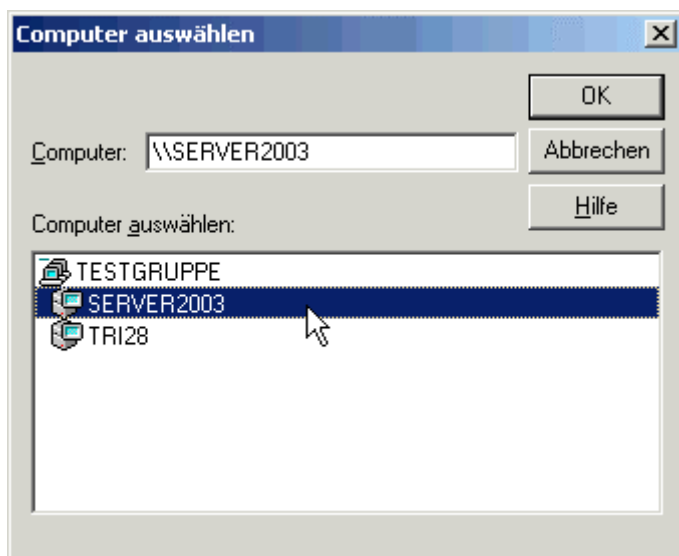 Computer auswählen
OK
Computer: \\SERVER2003
Abbrechen
Hilfe
Computer auswählen:
TESTGRUPPE
SERVER2003
TRI28